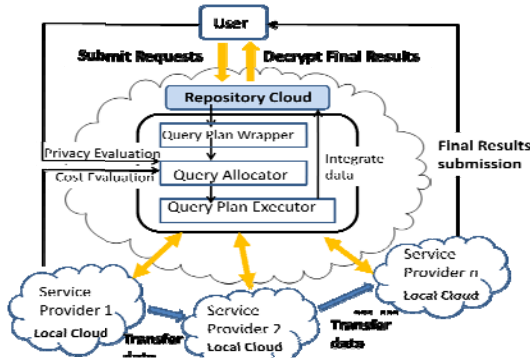 User
Submit Requests
Decrypt Final Results
Repository Cloud
Query Plan Wrapper
Privacy Evaluation
Cost Evaluation
Query Allocator
Integrate
data
Query Plan Executor
Final Results
submission
Service
Provider 1
Local Cloud
Transfer
data
Service
Provider 2
Local Cloud
Transfer
data
Service
Provider n
Local Cloud